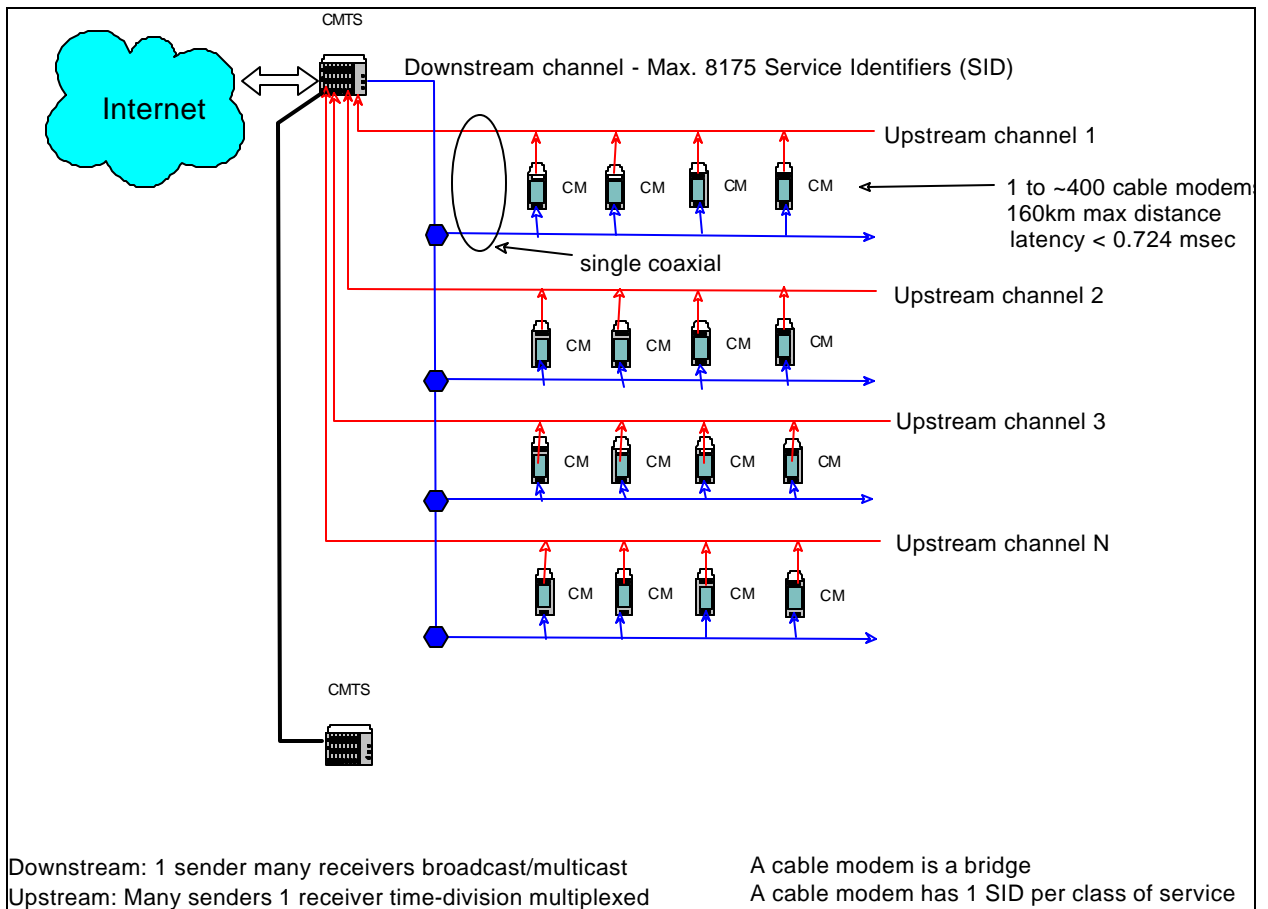 CMTS
Downstream channel - Max. 8175 Service Identifiers (SID)
Internet
Upstream channel 1
CM CM CM CM
1 to ~400 cable modems
160km max distance
latency < 0.724 msec
single coaxial
Upstream channel 2
CM CM CM CM
Upstream channel 3
CM CM CM CM
Upstream channel N
CM CM CM CM
CMTS
Downstream: 1 sender many receivers broadcast/multicast
Upstream: Many senders 1 receiver time-division multiplexed
A cable modem is a bridge
A cable modem has 1 SID per class of service